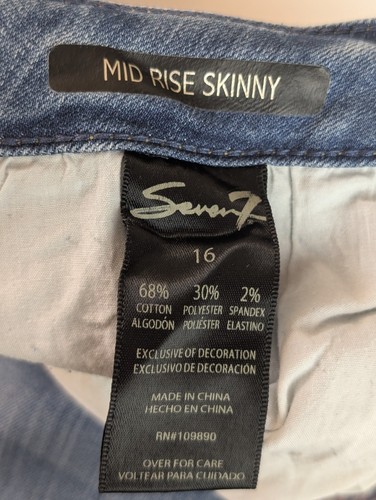 MID RISE SKINNY
Seven7
16
68% 30% 2%
COTTON POLYESTER SPANDEX
ALGODÓN POLIÉSTER ELASTINO
EXCLUSIVE OF DECORATION
EXCLUSIVO DE DECORACIÓN
MADE IN CHINA
HECHO EN CHINA
RN#109890
OVER FOR CARE
VOLTEAR PARA CUIDADO